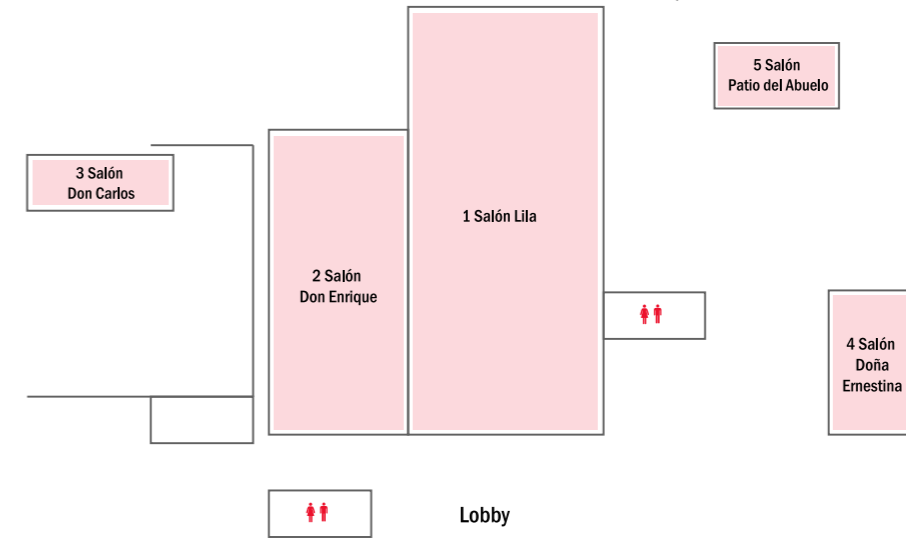 5 Salón
Patio del Abuelo
3 Salón
Don Carlos
1 Salón Lila
2 Salón
Don Enrique
4 Salón
Doña
Ernestina
Lobby